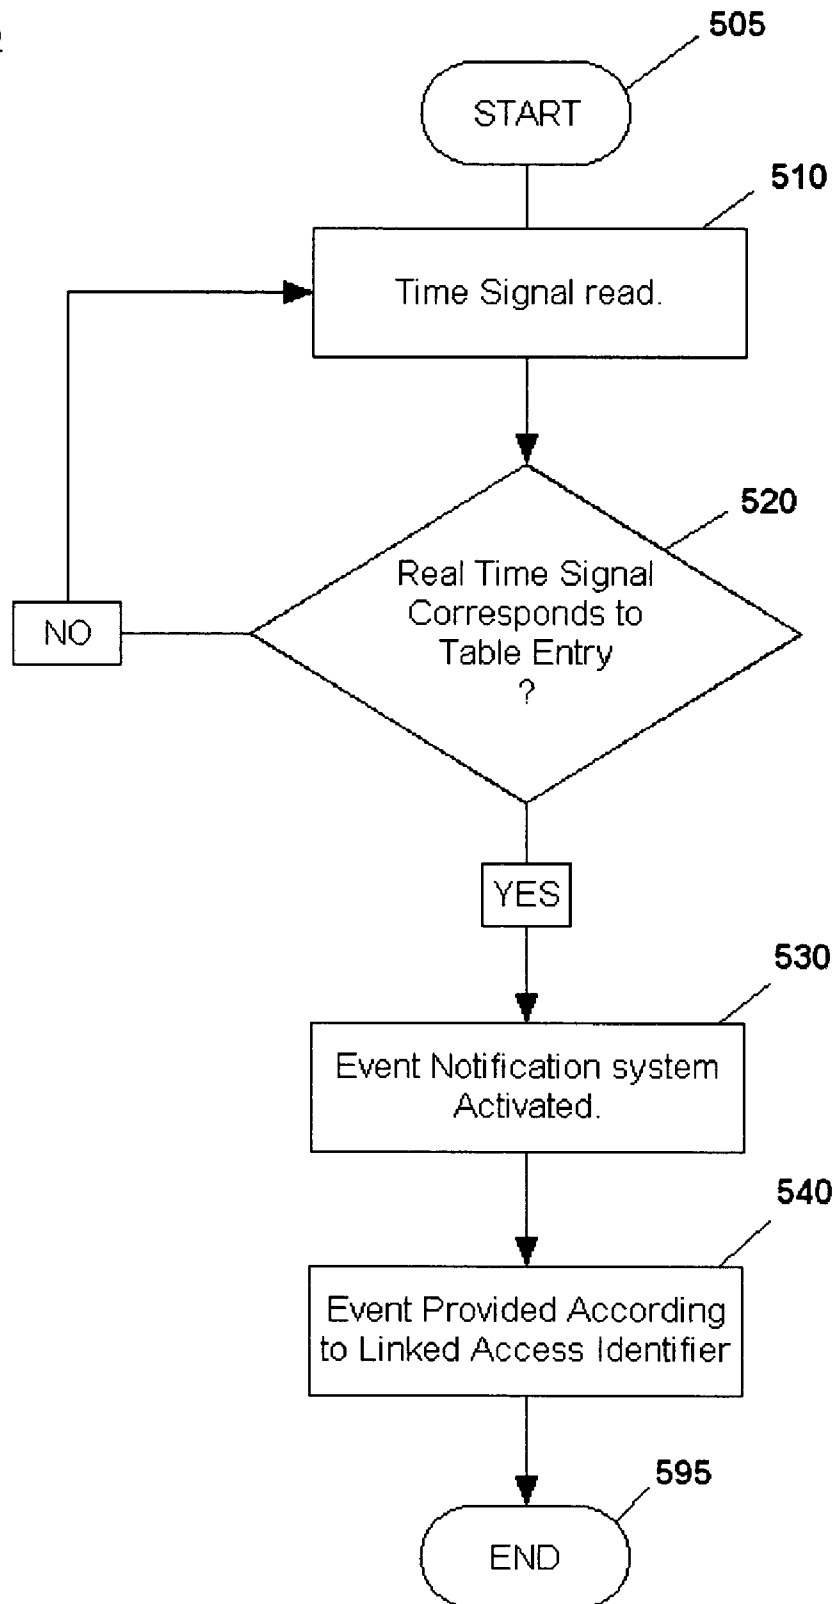 505
START
510
Time Signal read.
520
Real Time Signal
Corresponds to
Table Entry
?
NO
YES
530
Event Notification system
Activated.
540
Event Provided According
to Linked Access Identifier
595
END